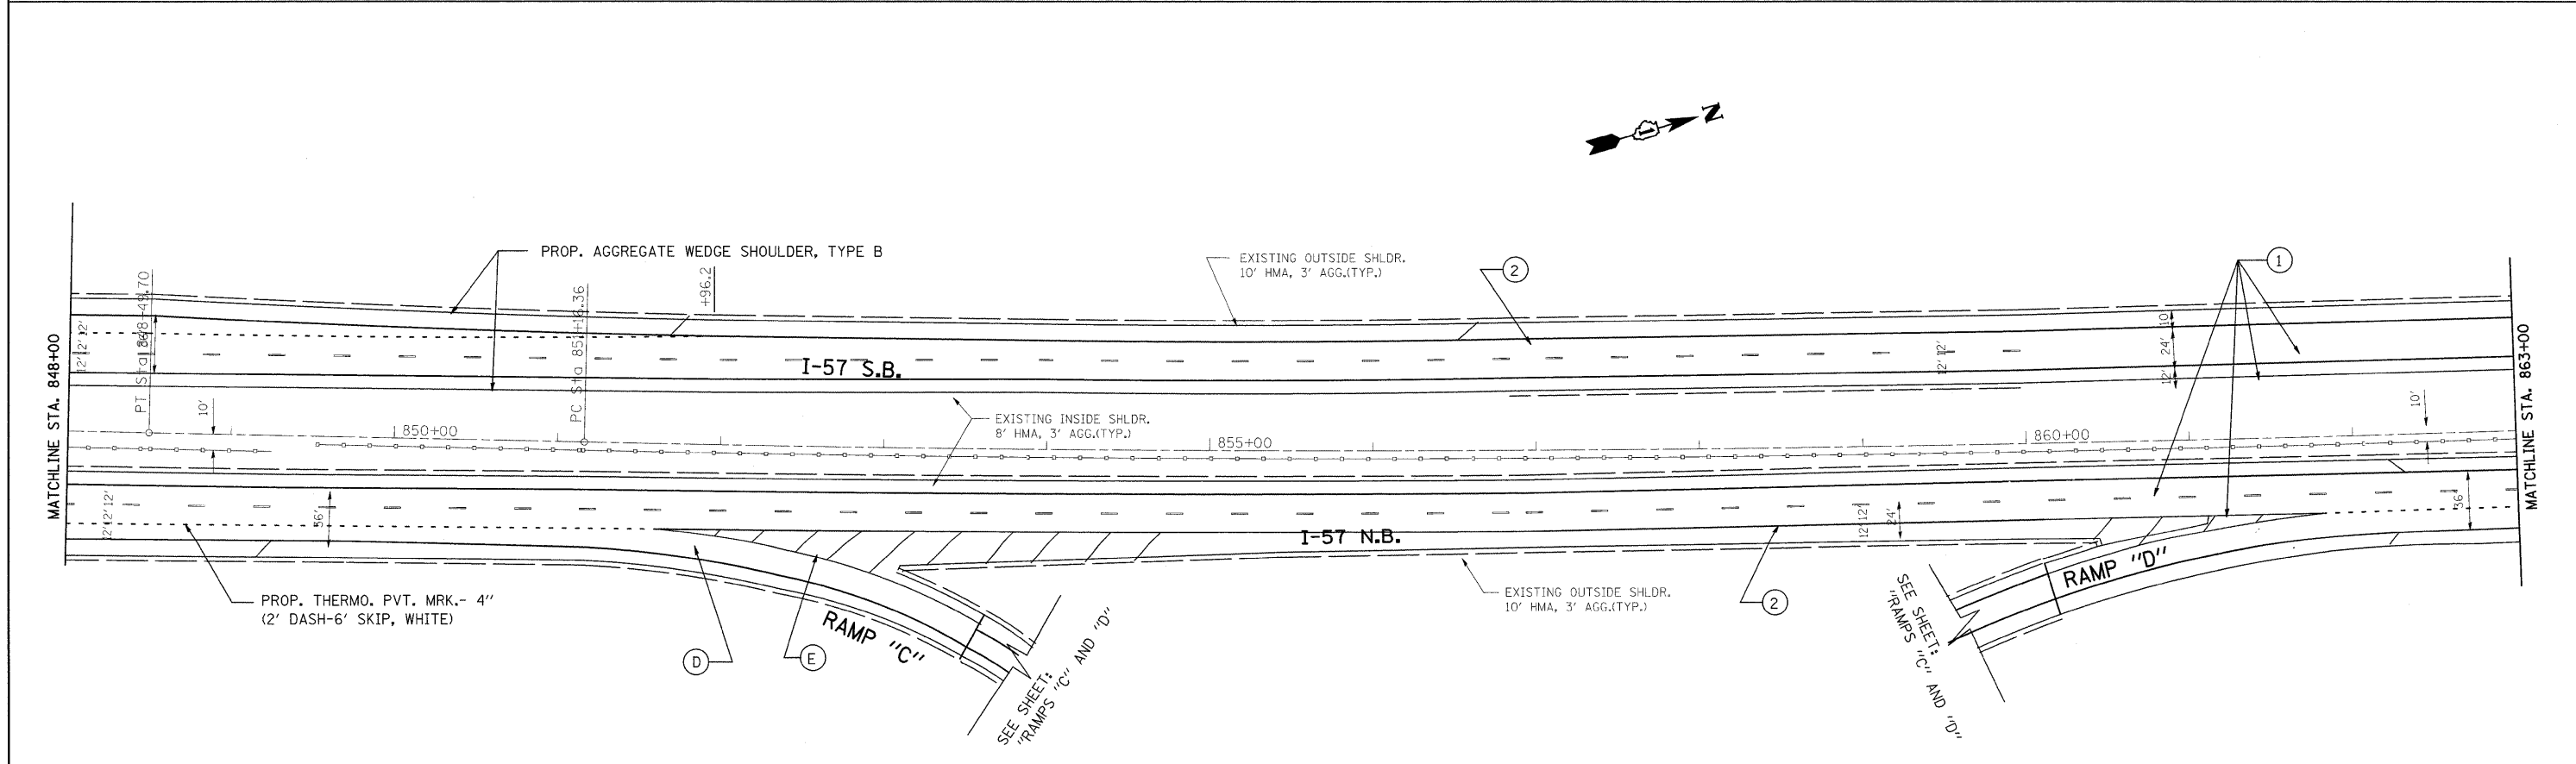 N
1
PROP. AGGREGATE WEDGE SHOULDER, TYPE B
EXISTING OUTSIDE SHLDR.
10' HMA, 3' AGG.(TYP.)
2
1
+96.2
PC Sta 851+16.36
MATCHLINE STA. 848+00
12' 12' 12'
36'
I-57 S.B.
12' 12'
10'
24'
12'
MATCHLINE STA. 863+00
10'
850+00
EXISTING INSIDE SHLDR.
8' HMA, 3' AGG.(TYP.)
855+00
860+00
10'
12' 12' 12'
36'
I-57 N.B.
12' 12'
24'
36'
PROP. THERMO. PVT. MRK.- 4"
(2' DASH-6' SKIP, WHITE)
D
E
RAMP "C"
SEE SHEET:
"RAMPS "C" AND "D"
EXISTING OUTSIDE SHLDR.
10' HMA, 3' AGG.(TYP.)
2
SEE SHEET:
"RAMPS "C" AND "D"
RAMP "D"